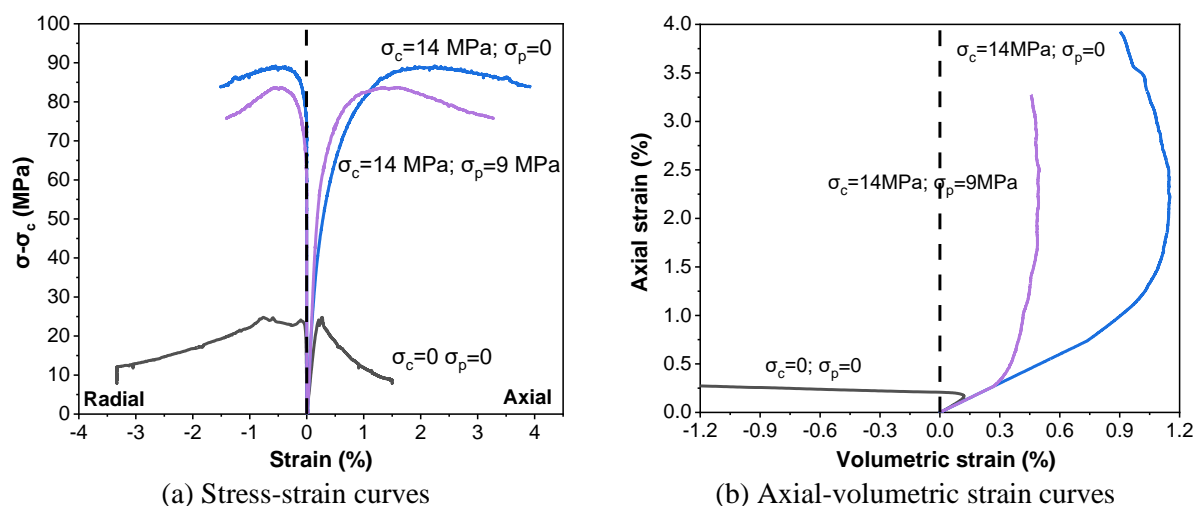 100
90
80
70
60
50
40
30
20
10
0
σ-σc (MPa)
σc=14 MPa; σp=0
σc=14 MPa; σp=9 MPa
σc=0 σp=0
Radial
Axial
-4 -3 -2 -1 0 1 2 3 4
Strain (%)
(a) Stress-strain curves
4.0
3.5
3.0
2.5
2.0
1.5
1.0
0.5
0.0
Axial strain (%)
σc=14MPa; σp=0
σc=14MPa; σp=9MPa
σc=0; σp=0
-1.2 -0.9 -0.6 -0.3 0.0 0.3 0.6 0.9 1.2
Volumetric strain (%)
(b) Axial-volumetric strain curves